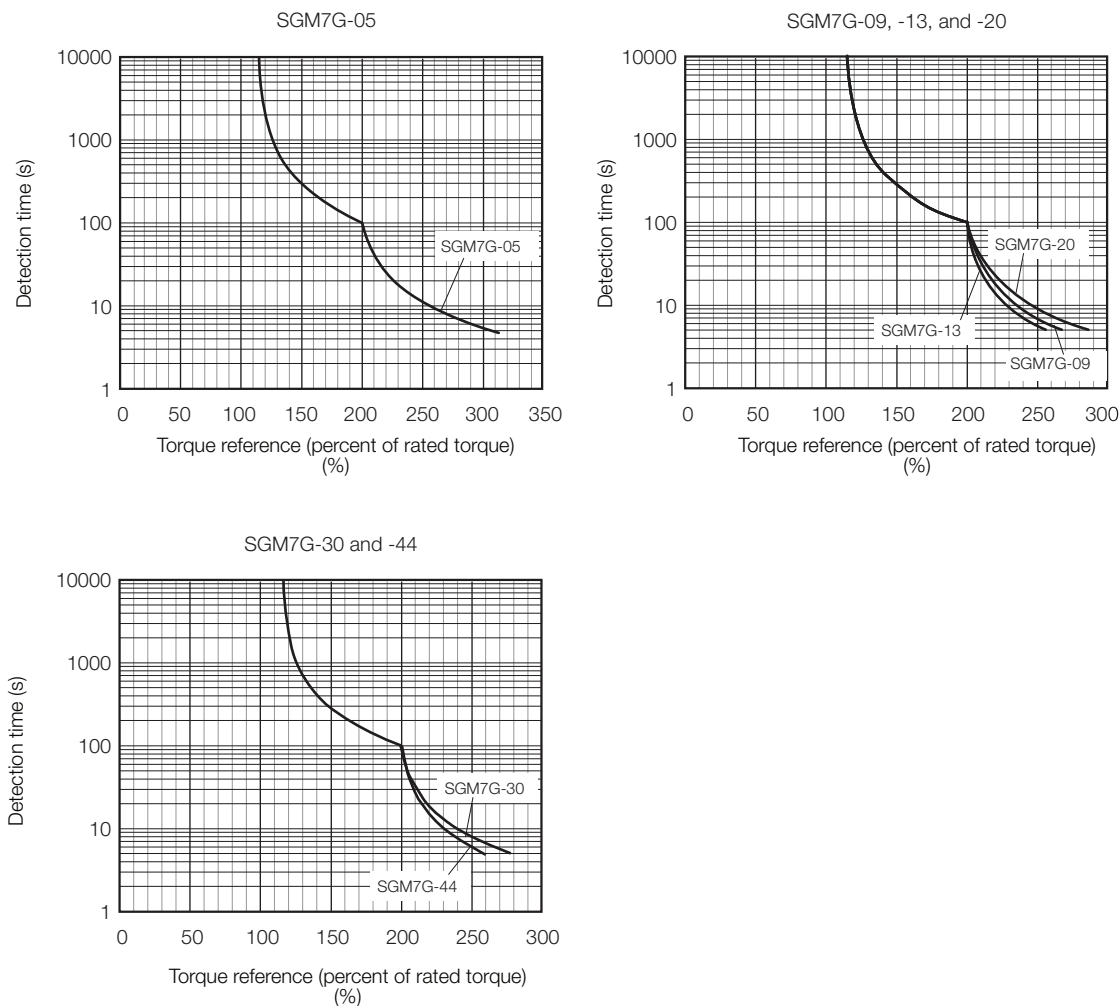 SGM7G-05
10000
1000
100
10
1
Detection time (s)
SGM7G-05
0 50 100 150 200 250 300 350
Torque reference (percent of rated torque)
(%)
SGM7G-09, -13, and -20
10000
1000
100
10
1
Detection time (s)
SGM7G-20
SGM7G-13
SGM7G-09
0 50 100 150 200 250 300
Torque reference (percent of rated torque)
(%)
SGM7G-30 and -44
10000
1000
100
10
1
Detection time (s)
SGM7G-30
SGM7G-44
0 50 100 150 200 250 300
Torque reference (percent of rated torque)
(%)